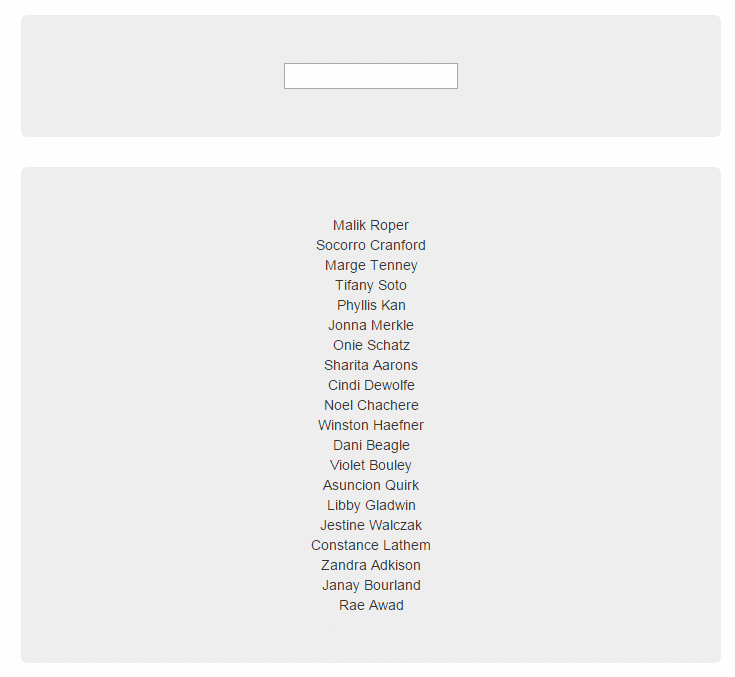 Malik Roper
Socorro Cranford
Marge Tenney
Tifany Soto
Phyllis Kan
Jonna Merkle
Onie Schatz
Sharita Aarons
Cindi Dewolfe
Noel Chachere
Winston Haefner
Dani Beagle
Violet Bouley
Asuncion Quirk
Libby Gladwin
Jestine Walczak
Constance Lathem
Zandra Adkison
Janay Bourland
Rae Awad